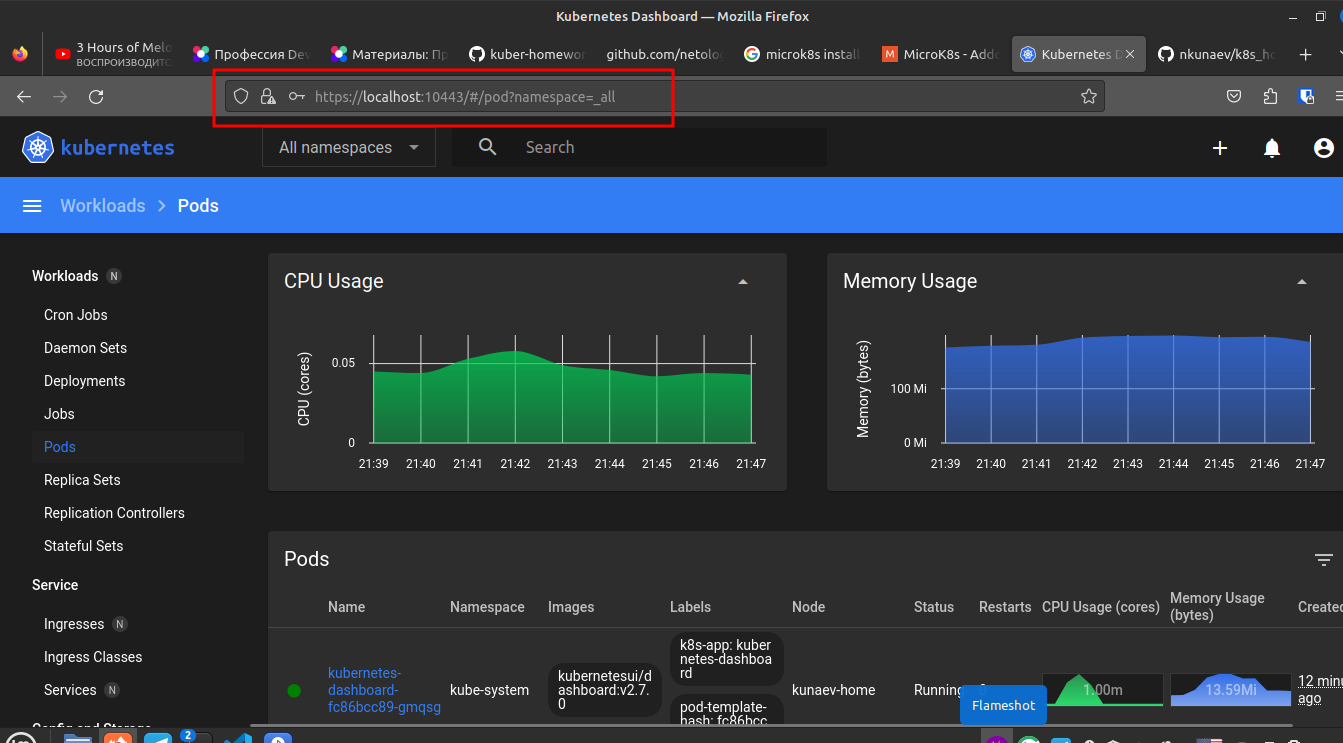 Kubernetes Dashboard — Mozilla Firefox
3 Hours of Melo
ВОСПРОИЗВОДИТС
Профессия Dev
Материалы: Пр
kuber-homewor
github.com/netolog
microk8s install
MicroK8s - Addo
Kubernetes D
nkunaev/k8s_ho
https://localhost:10443/#/pod?namespace=_all
kubernetes
All namespaces
Search
Workloads
Pods
Workloads N
Cron Jobs
Daemon Sets
Deployments
Jobs
Pods
Replica Sets
Replication Controllers
Stateful Sets
Service
Ingresses N
Ingress Classes
Services N
Config and Storage
CPU Usage
CPU (cores)
0.05
0
21:39 21:40 21:41 21:42 21:43 21:44 21:45 21:46 21:47
Memory Usage
Memory (bytes)
100 Mi
0 Mi
21:39 21:40 21:41 21:42 21:43 21:44 21:45 21:46 21:47
Pods
Name Namespace Images Labels Node Status Restarts CPU Usage (cores) Memory Usage
(bytes) Created
kubernetes-
dashboard-
fc86bcc89-gmqsg
kube-system
kubernetesui/d
ashboard:v2.7.
0
k8s-app: kuber
netes-dashboa
rd
pod-template-
hash: fc86bcc
kunaev-home
Running
0
1.00m
13.59Mi
12 minu
ago
Flameshot
2